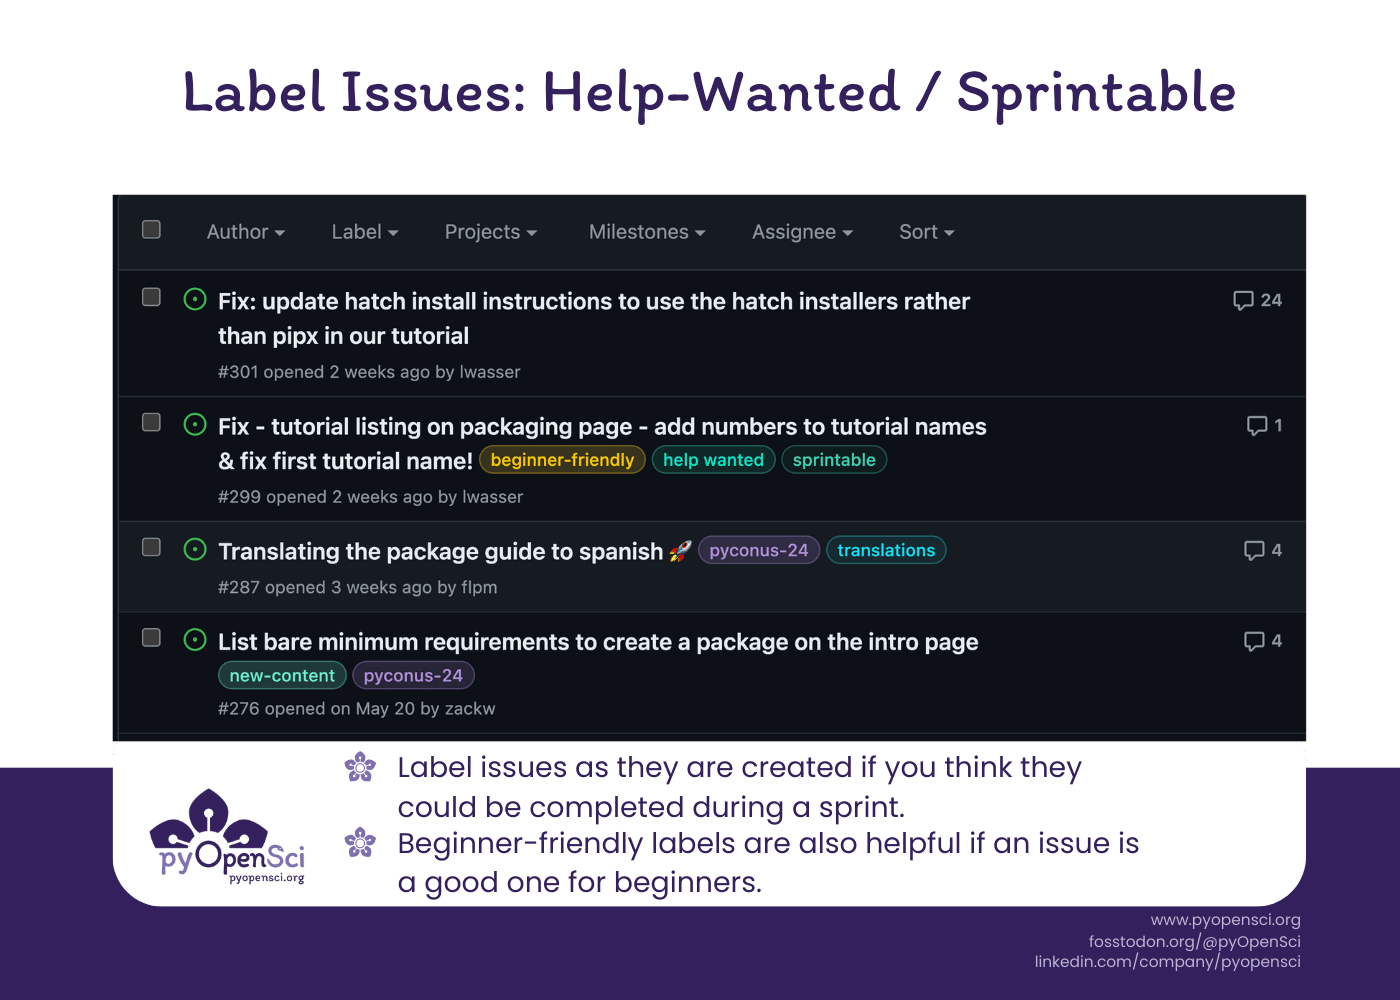 Label Issues: Help-Wanted / Sprintable
Author Label Projects Milestones Assignee Sort
Fix: update hatch install instructions to use the hatch installers rather
than pipx in our tutorial
24
#301 opened 2 weeks ago by lwasser
Fix - tutorial listing on packaging page - add numbers to tutorial names
& fix first tutorial name! beginner-friendly help wanted sprintable
1
#299 opened 2 weeks ago by lwasser
Translating the package guide to spanish 🚀 pyconus-24 translations
4
#287 opened 3 weeks ago by flpm
List bare minimum requirements to create a package on the intro page
4
new-content pyconus-24
#276 opened on May 20 by zackw
Label issues as they are created if you think they
could be completed during a sprint.
Beginner-friendly labels are also helpful if an issue is
a good one for beginners.
pyOpenSci
pyopensci.org
www.pyopensci.org
fosstodon.org/@pyOpenSci
linkedin.com/company/pyopensci